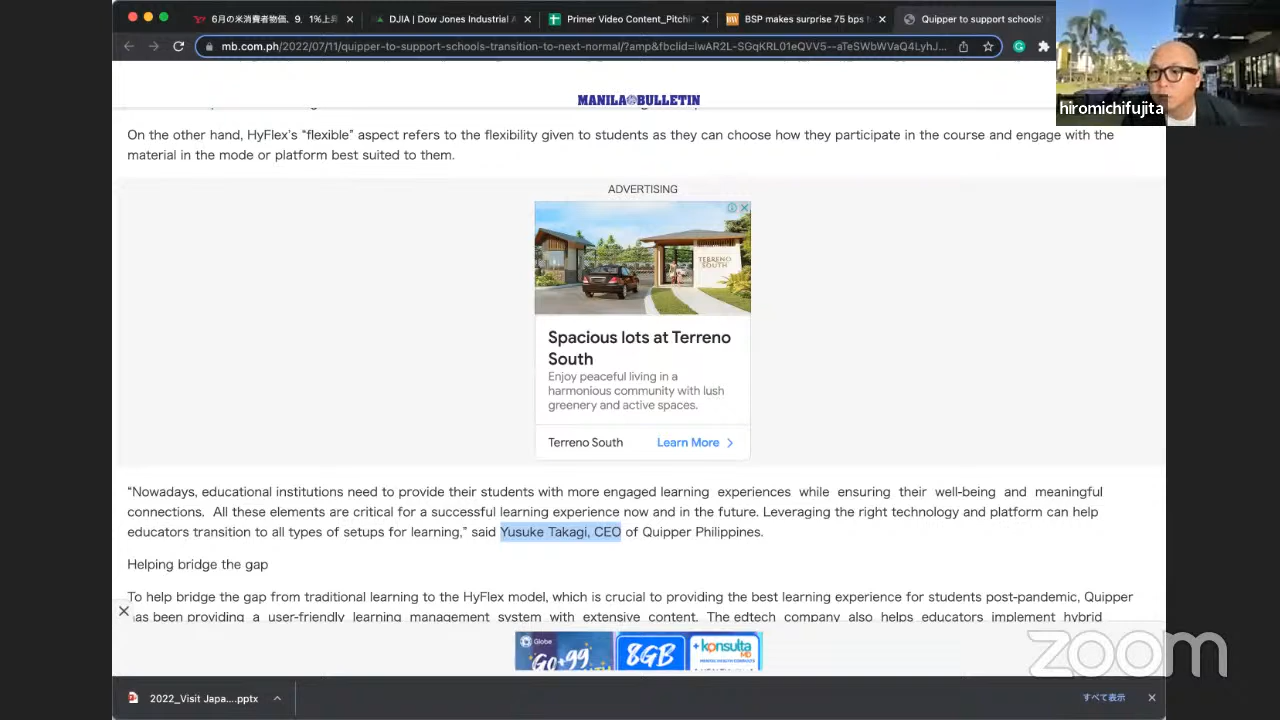 6月の米消費者物価、9．1%上昇
DJIA | Dow Jones Industrial A
Primer Video Content_Pitchin
BSP makes surprise 75 bps
Quipper to support schools'
mb.com.ph/2022/07/11/quipper-to-support-schools-transition-to-next-normal/?amp&fbclid=IwAR2L-SGqKRL01eQVV5--aTeSWbWVaQ4LyhJ...
hiromichifujita
MANILA BULLETIN
On the other hand, HyFlex's “flexible” aspect refers to the flexibility given to students as they can choose how they participate in the course and engage with the
material in the mode or platform best suited to them.
ADVERTISING
TERRENO
SOUTH
Spacious lots at Terreno
South
Enjoy peaceful living in a
harmonious community with lush
greenery and active spaces.
Terreno South
Learn More
“Nowadays, educational institutions need to provide their students with more engaged learning experiences while ensuring their well-being and meaningful
connections. All these elements are critical for a successful learning experience now and in the future. Leveraging the right technology and platform can help
educators transition to all types of setups for learning,” said Yusuke Takagi, CEO of Quipper Philippines.
Helping bridge the gap
To help bridge the gap from traditional learning to the HyFlex model, which is crucial to providing the best learning experience for students post-pandemic, Quipper
has been providing a user-friendly learning management system with extensive content. The edtech company also helps educators implement hybrid
Globe
GO+99
8GB
+konsulta
MD
zoom
2022_Visit Japa....pptx
すべて表示